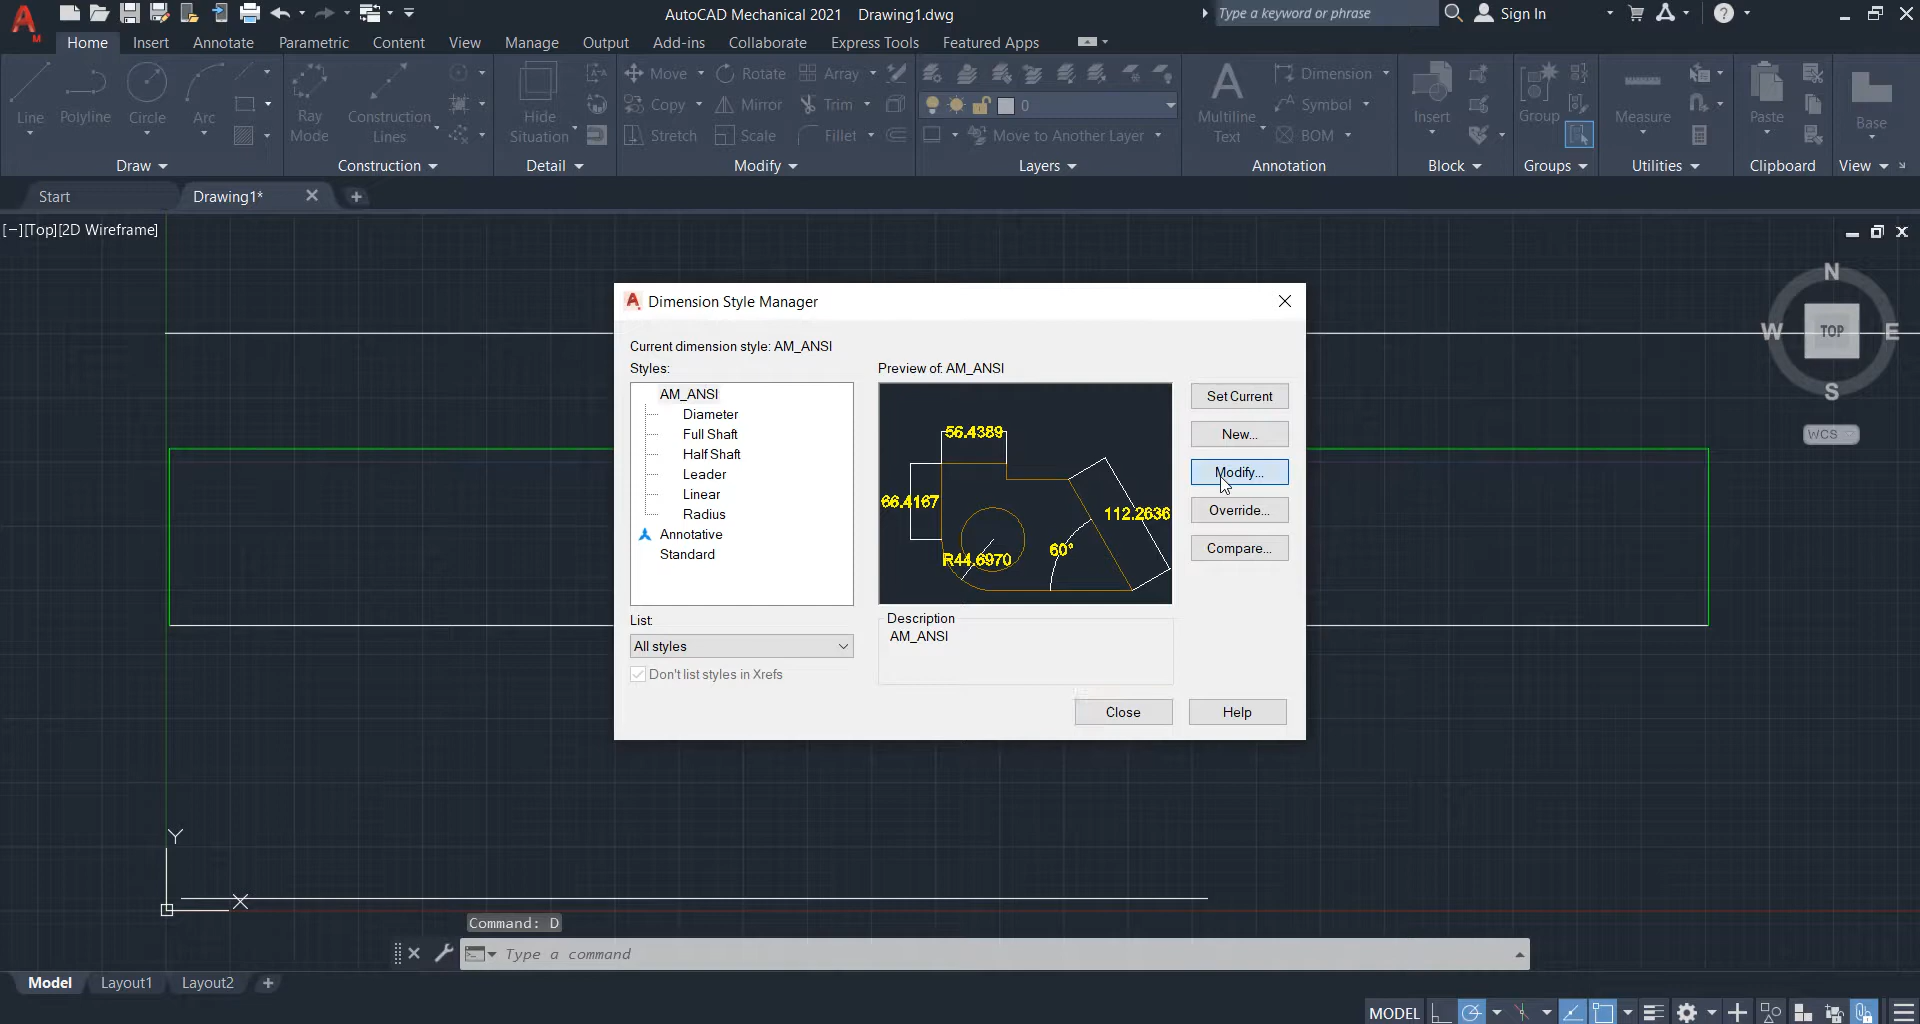 AutoCAD Mechanical 2021 Drawing1.dwg
Type a keyword or phrase
Sign In
Home Insert Annotate Parametric Content View Manage Output Add-ins Collaborate Express Tools Featured Apps
Line
Polyline
Circle
Arc
Draw
Ray
Mode
Construction
Lines
Construction
Hide
Situation
Detail
Move Rotate Array
Copy Mirror Trim
Stretch Scale Fillet
Modify
0
Move to Another Layer
Layers
Multiline
Text
Dimension
Symbol
BOM
Annotation
Insert
Block
Group
Groups
Measure
Utilities
Paste
Clipboard
Base
View
Start
Drawing1*
[−][Top][2D Wireframe]
N
W TOP E
S
WCS
Dimension Style Manager
Current dimension style: AM_ANSI
Styles:
AM_ANSI
Diameter
Full Shaft
Half Shaft
Leader
Linear
Radius
Annotative
Standard
List:
All styles
Don't list styles in Xrefs
Preview of: AM_ANSI
56.4389
66.4167
112.2636
60°
R44.6970
Description
AM_ANSI
Set Current
New...
Modify...
Override...
Compare...
Close
Help
Y
X
Command: D
Type a command
Model Layout1 Layout2
MODEL